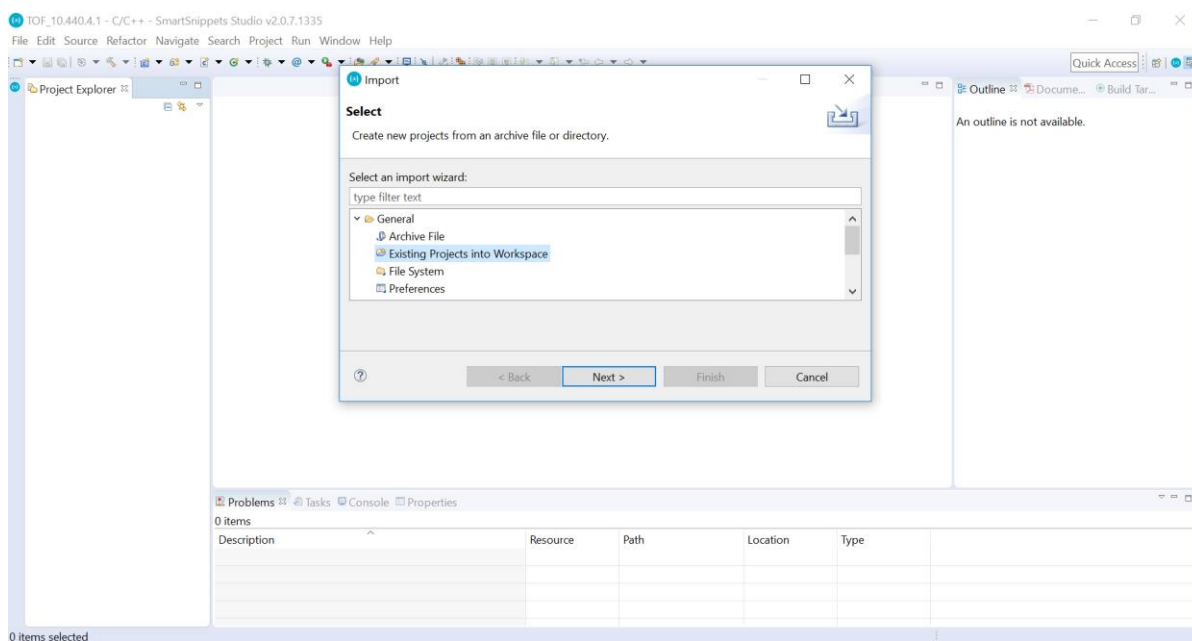 TOF_10.440.4.1 - C/C++ - SmartSnippets Studio v2.0.7.1335
File Edit Source Refactor Navigate Search Project Run Window Help
Quick Access
Project Explorer
Outline Docume... Build Tar...
An outline is not available.
Import
Select
Create new projects from an archive file or directory.
Select an import wizard:
type filter text
General
Archive File
Existing Projects into Workspace
File System
Preferences
< Back Next > Finish Cancel
Problems Tasks Console Properties
0 items
Description Resource Path Location Type
0 items selected